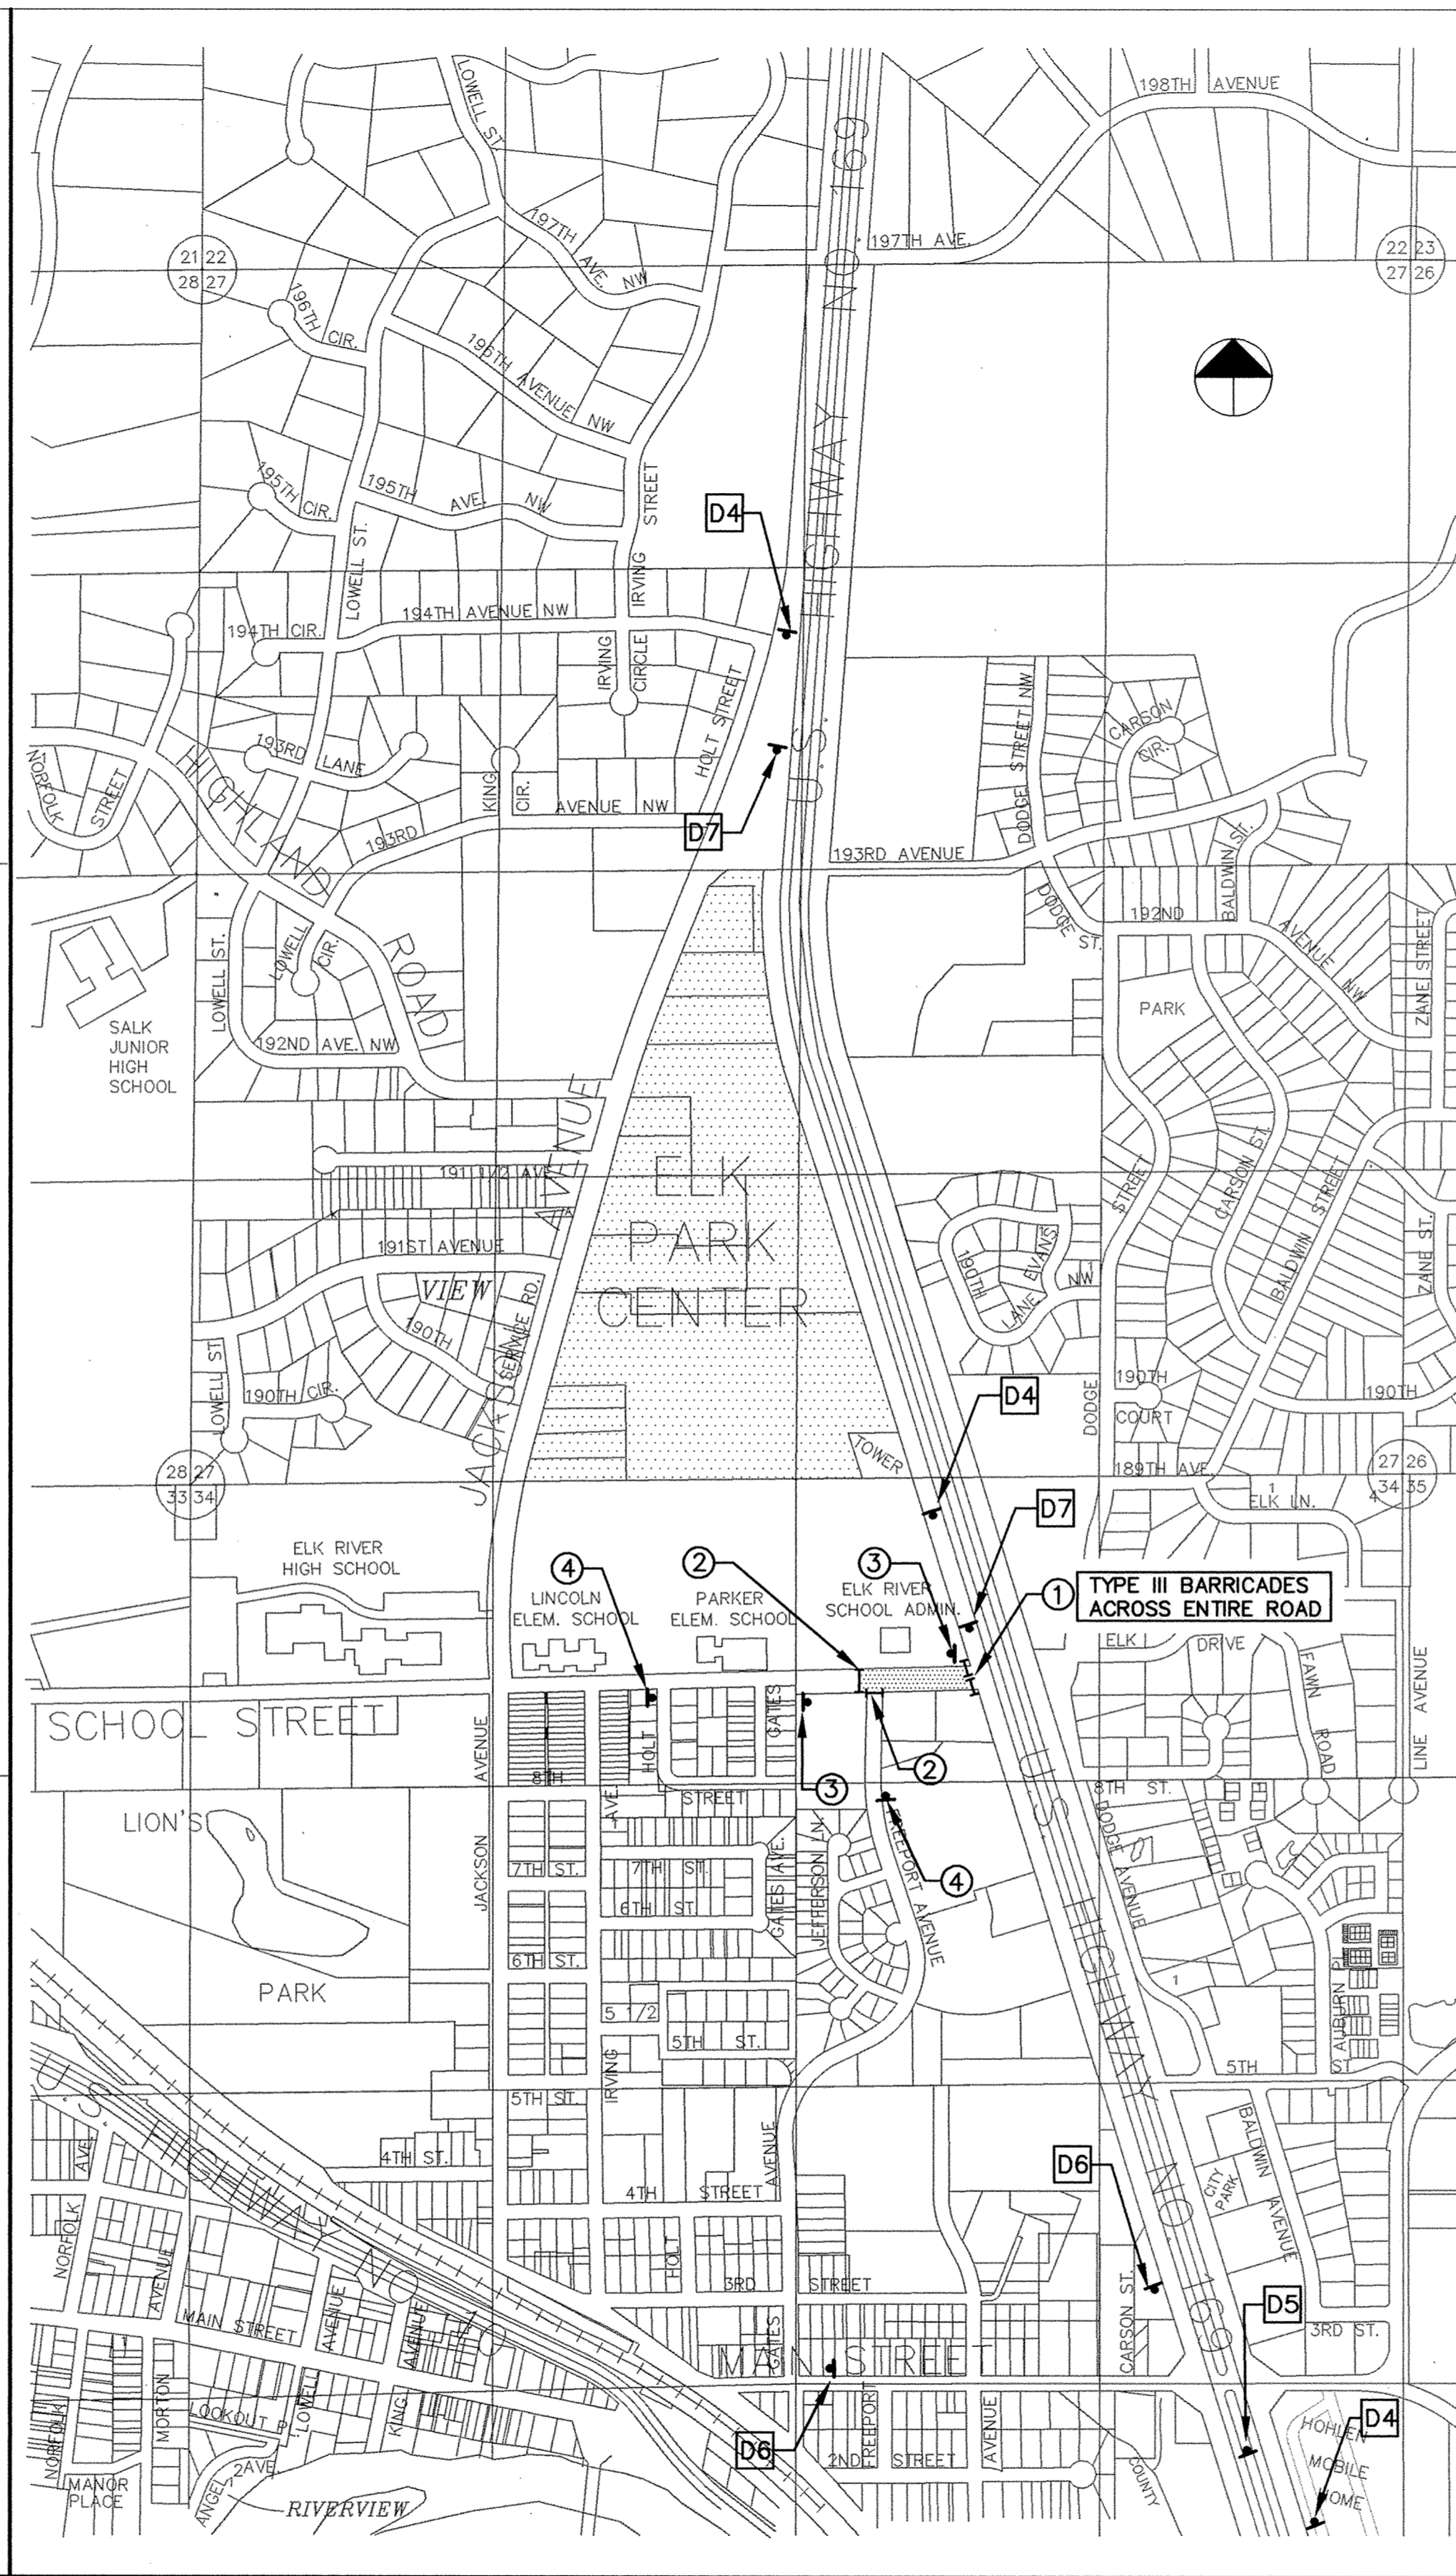 198TH AVENUE
LOWELL ST.
169
NO.
HIGHWAY
U.S.
197TH AVE. NW
197TH AVE.
21 22
28 27
22 23
27 26
196TH CIR.
196TH AVENUE NW
195TH CIR.
195TH AVE. NW
STREET
IRVING
LOWELL ST.
D4
194TH AVENUE NW
194TH CIR.
IRVING CIRCLE
HOLT STREET
DODGE STREET NW
CARSON CIR.
NORFOLK STREET
HIGHLAND
ROAD
193RD LANE
KING CIR.
193RD AVENUE NW
D7
193RD AVENUE
BALDWIN ST.
DODGE ST.
192ND AVENUE NW
ZANE STREET
LOWELL ST.
LOWELL CIR.
SALK
JUNIOR
HIGH
SCHOOL
192ND AVE. NW
PARK
191 1/2 AVE
ELK
PARK
CENTER
STREET
CARSON ST.
BALDWIN STREET
ZANE ST.
191ST AVENUE
VIEW
190TH
SERVICE RD.
JACKSON AVENUE
190TH LANE
EVANS
NW
LOWELL ST
190TH CIR.
D4
DODGE
190TH
COURT
190TH
TOWER
28 27
33 34
189TH AVE.
27 26
34 35
1
4
ELK LN.
D7
ELK RIVER
HIGH SCHOOL
4
LINCOLN
ELEM. SCHOOL
2
PARKER
ELEM. SCHOOL
3
ELK RIVER
SCHOOL ADMIN.
1
TYPE III BARRICADES
ACROSS ENTIRE ROAD
ELK DRIVE
FAWN ROAD
LINE AVENUE
SCHOOL STREET
AVENUE
HOLT
GATES
2
3
8TH
STREET
U.S.
8TH ST.
LION'S
PARK
JACKSON
AVE.
7TH ST.
7TH ST.
6TH ST.
6TH ST.
GATES AVE.
JEFFERSON LN.
FREEPORT AVENUE
4
DODGE AVENUE
HIGHWAY
1
AUBURN PL
5 1/2
5TH ST.
5TH ST.
IRVING
5TH ST
U.S. HIGHWAY NO. 10
AVE.
4TH ST.
4TH STREET
AVENUE
D6
CITY
PARK
BALDWIN AVENUE
NO.
169
NORFOLK
AVENUE
MAIN STREET
AVENUE
AVENUE
HOLT
3RD STREET
CARSON ST.
D5
3RD ST.
GATES
MAIN STREET
NORFOLK
MORTON
LOOKOUT P
LOWELL
KING
D6
FREEPORT
2ND STREET
AVENUE
COUNTY
HOHLEN
MOBILE
HOME
D4
MANOR
PLACE
ANGEL
2AVE.
RIVERVIEW